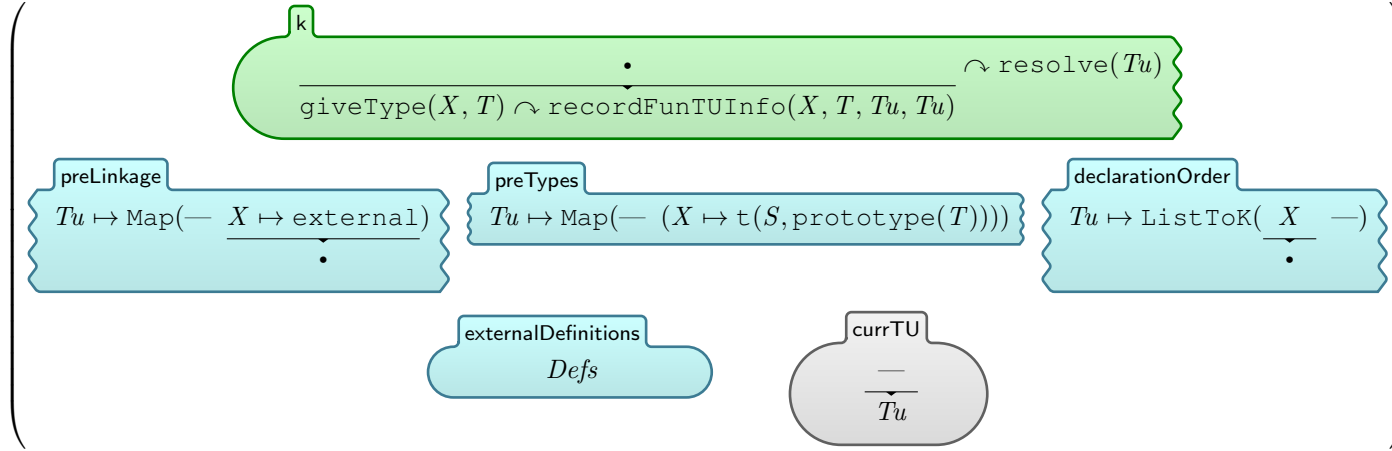 k
•
↷ resolve(Tu)
giveType(X, T) ↷ recordFunTUInfo(X, T, Tu, Tu)
preLinkage
preTypes
declarationOrder
Tu ↦ Map(— X ↦ external)
Tu ↦ Map(— (X ↦ t(S,prototype(T))))
Tu ↦ ListToK( X —)
•
•
externalDefinitions
currTU
Defs
—
Tu